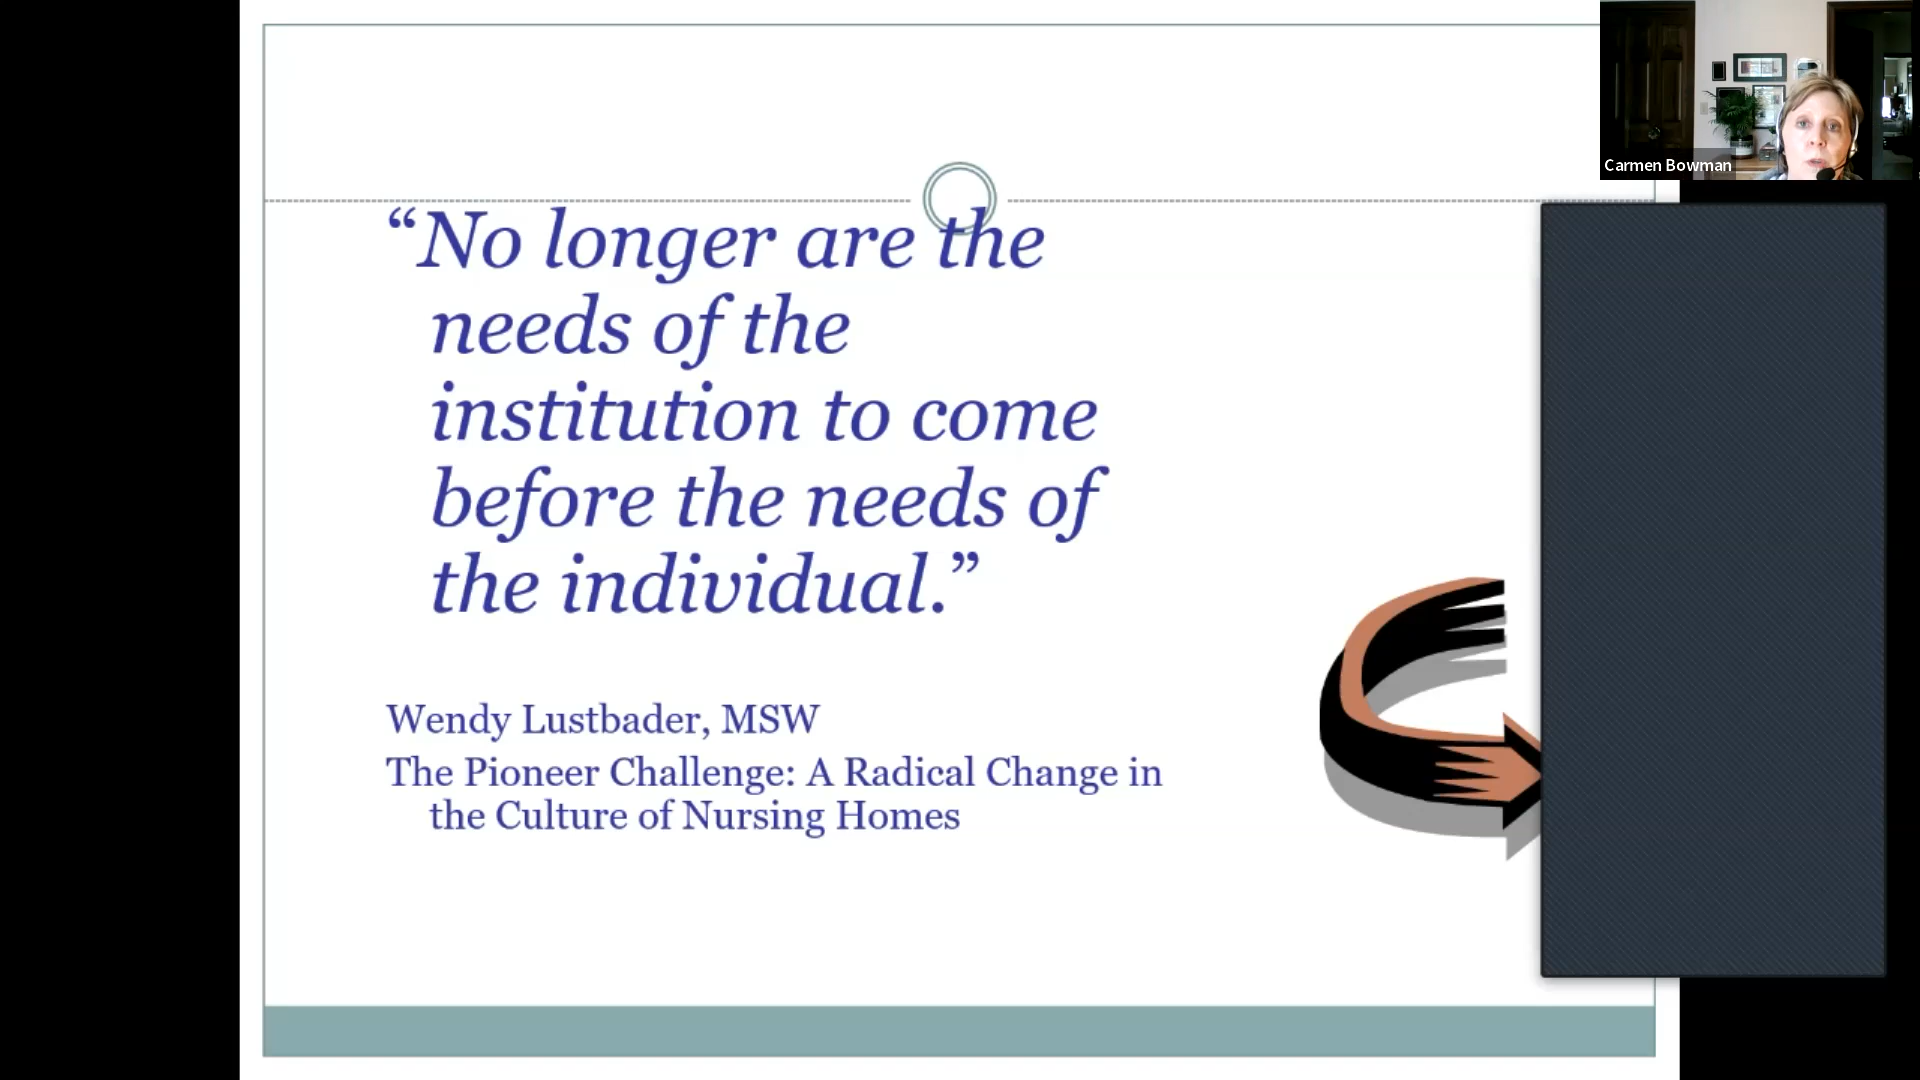 Carmen Bowman
“No longer are the
needs of the
institution to come
before the needs of
the individual.”
Wendy Lustbader, MSW
The Pioneer Challenge: A Radical Change in
the Culture of Nursing Homes